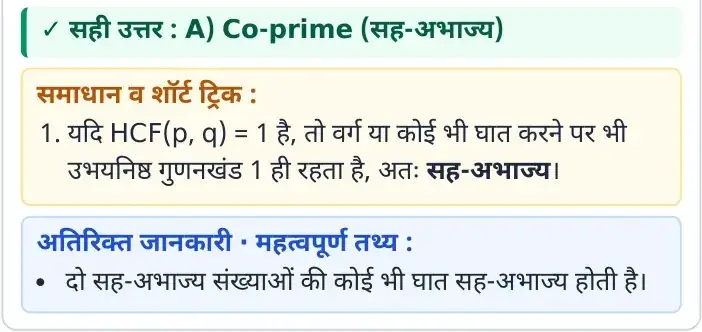 ✓ सही उत्तर : A) Co-prime (सह-अभाज्य)
समाधान व शॉर्ट ट्रिक :
1. यदि HCF(p, q) = 1 है, तो वर्ग या कोई भी घात करने पर भी
उभयनिष्ठ गुणनखंड 1 ही रहता है, अतः सह-अभाज्य।
अतिरिक्त जानकारी · महत्वपूर्ण तथ्य :
• दो सह-अभाज्य संख्याओं की कोई भी घात सह-अभाज्य होती है।